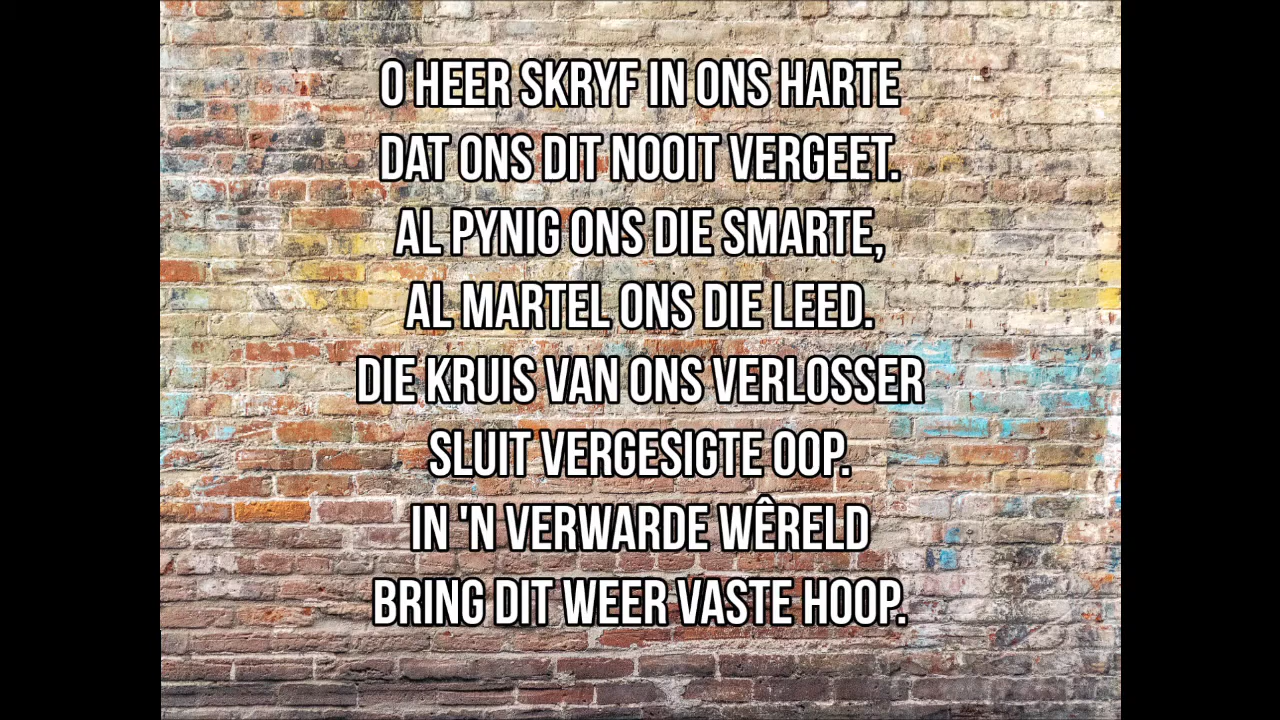 O HEER SKRYF IN ONS HARTE
DAT ONS DIT NOOIT VERGEET.
AL PYNIG ONS DIE SMARTE,
AL MARTEL ONS DIE LEED.
DIE KRUIS VAN ONS VERLOSSER
SLUIT VERGESIGTE OOP.
IN 'N VERWARDE WÊRELD
BRING DIT WEER VASTE HOOP.